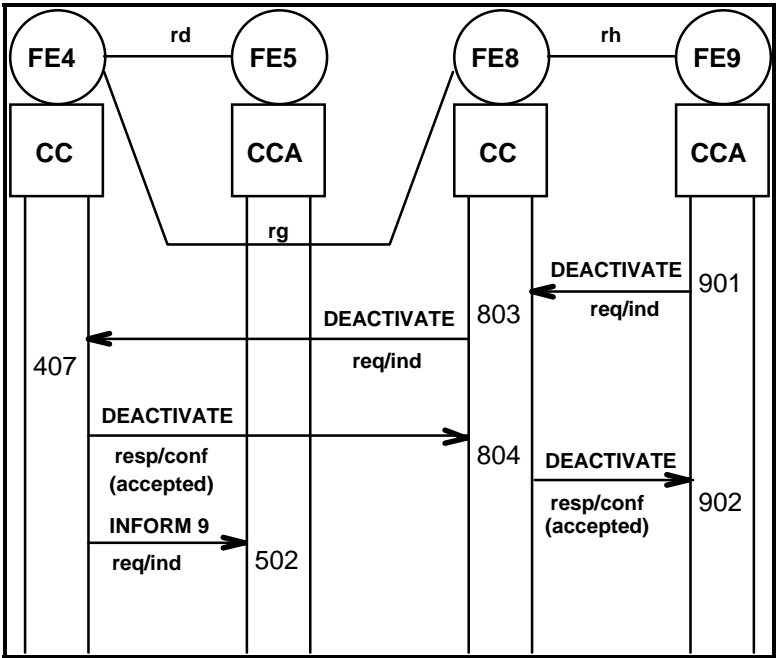 rd
rh
FE4
FE5
FE8
FE9
CC
CCA
CC
CCA
rg
DEACTIVATE
901
req/ind
803
DEACTIVATE
req/ind
407
DEACTIVATE
resp/conf
(accepted)
804
DEACTIVATE
resp/conf
(accepted)
902
INFORM 9
req/ind
502